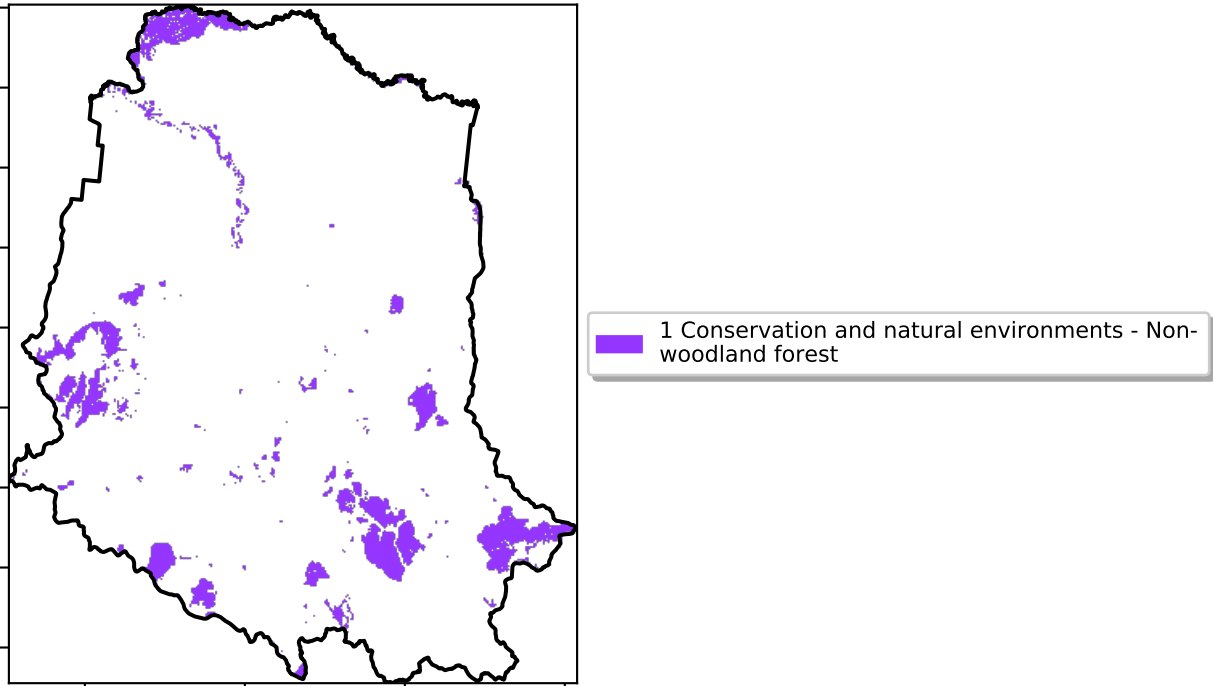 1 Conservation and natural environments - Non-
woodland forest